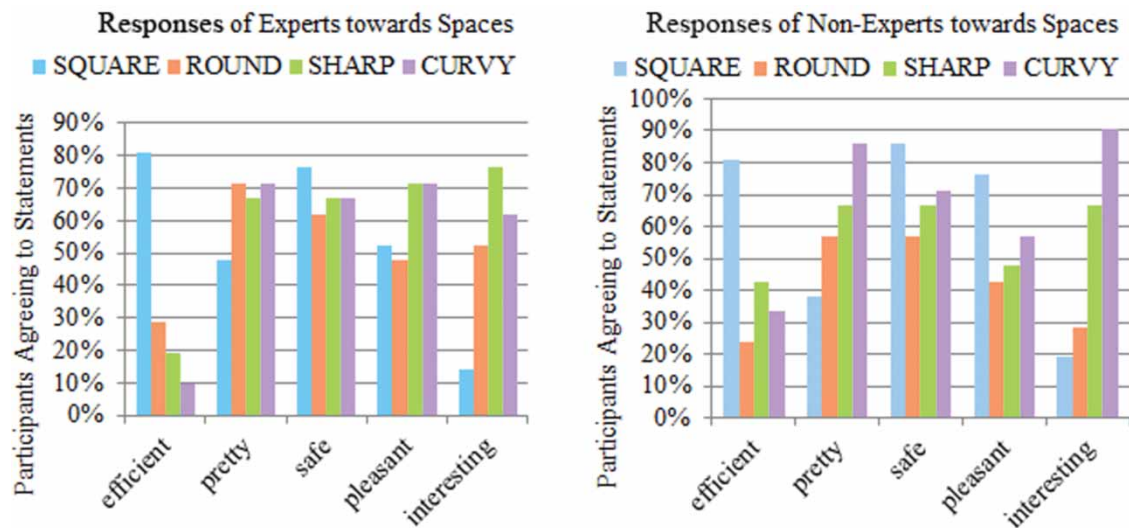 Responses of Experts towards Spaces
SQUARE ROUND SHARP CURVY
Participants Agreeing to Statements
90%
80%
70%
60%
50%
40%
30%
20%
10%
0%
efficient
pretty
safe
pleasant
interesting
Responses of Non-Experts towards Spaces
SQUARE ROUND SHARP CURVY
Participants Agreeing to Statements
100%
90%
80%
70%
60%
50%
40%
30%
20%
10%
0%
efficient
pretty
safe
pleasant
interesting